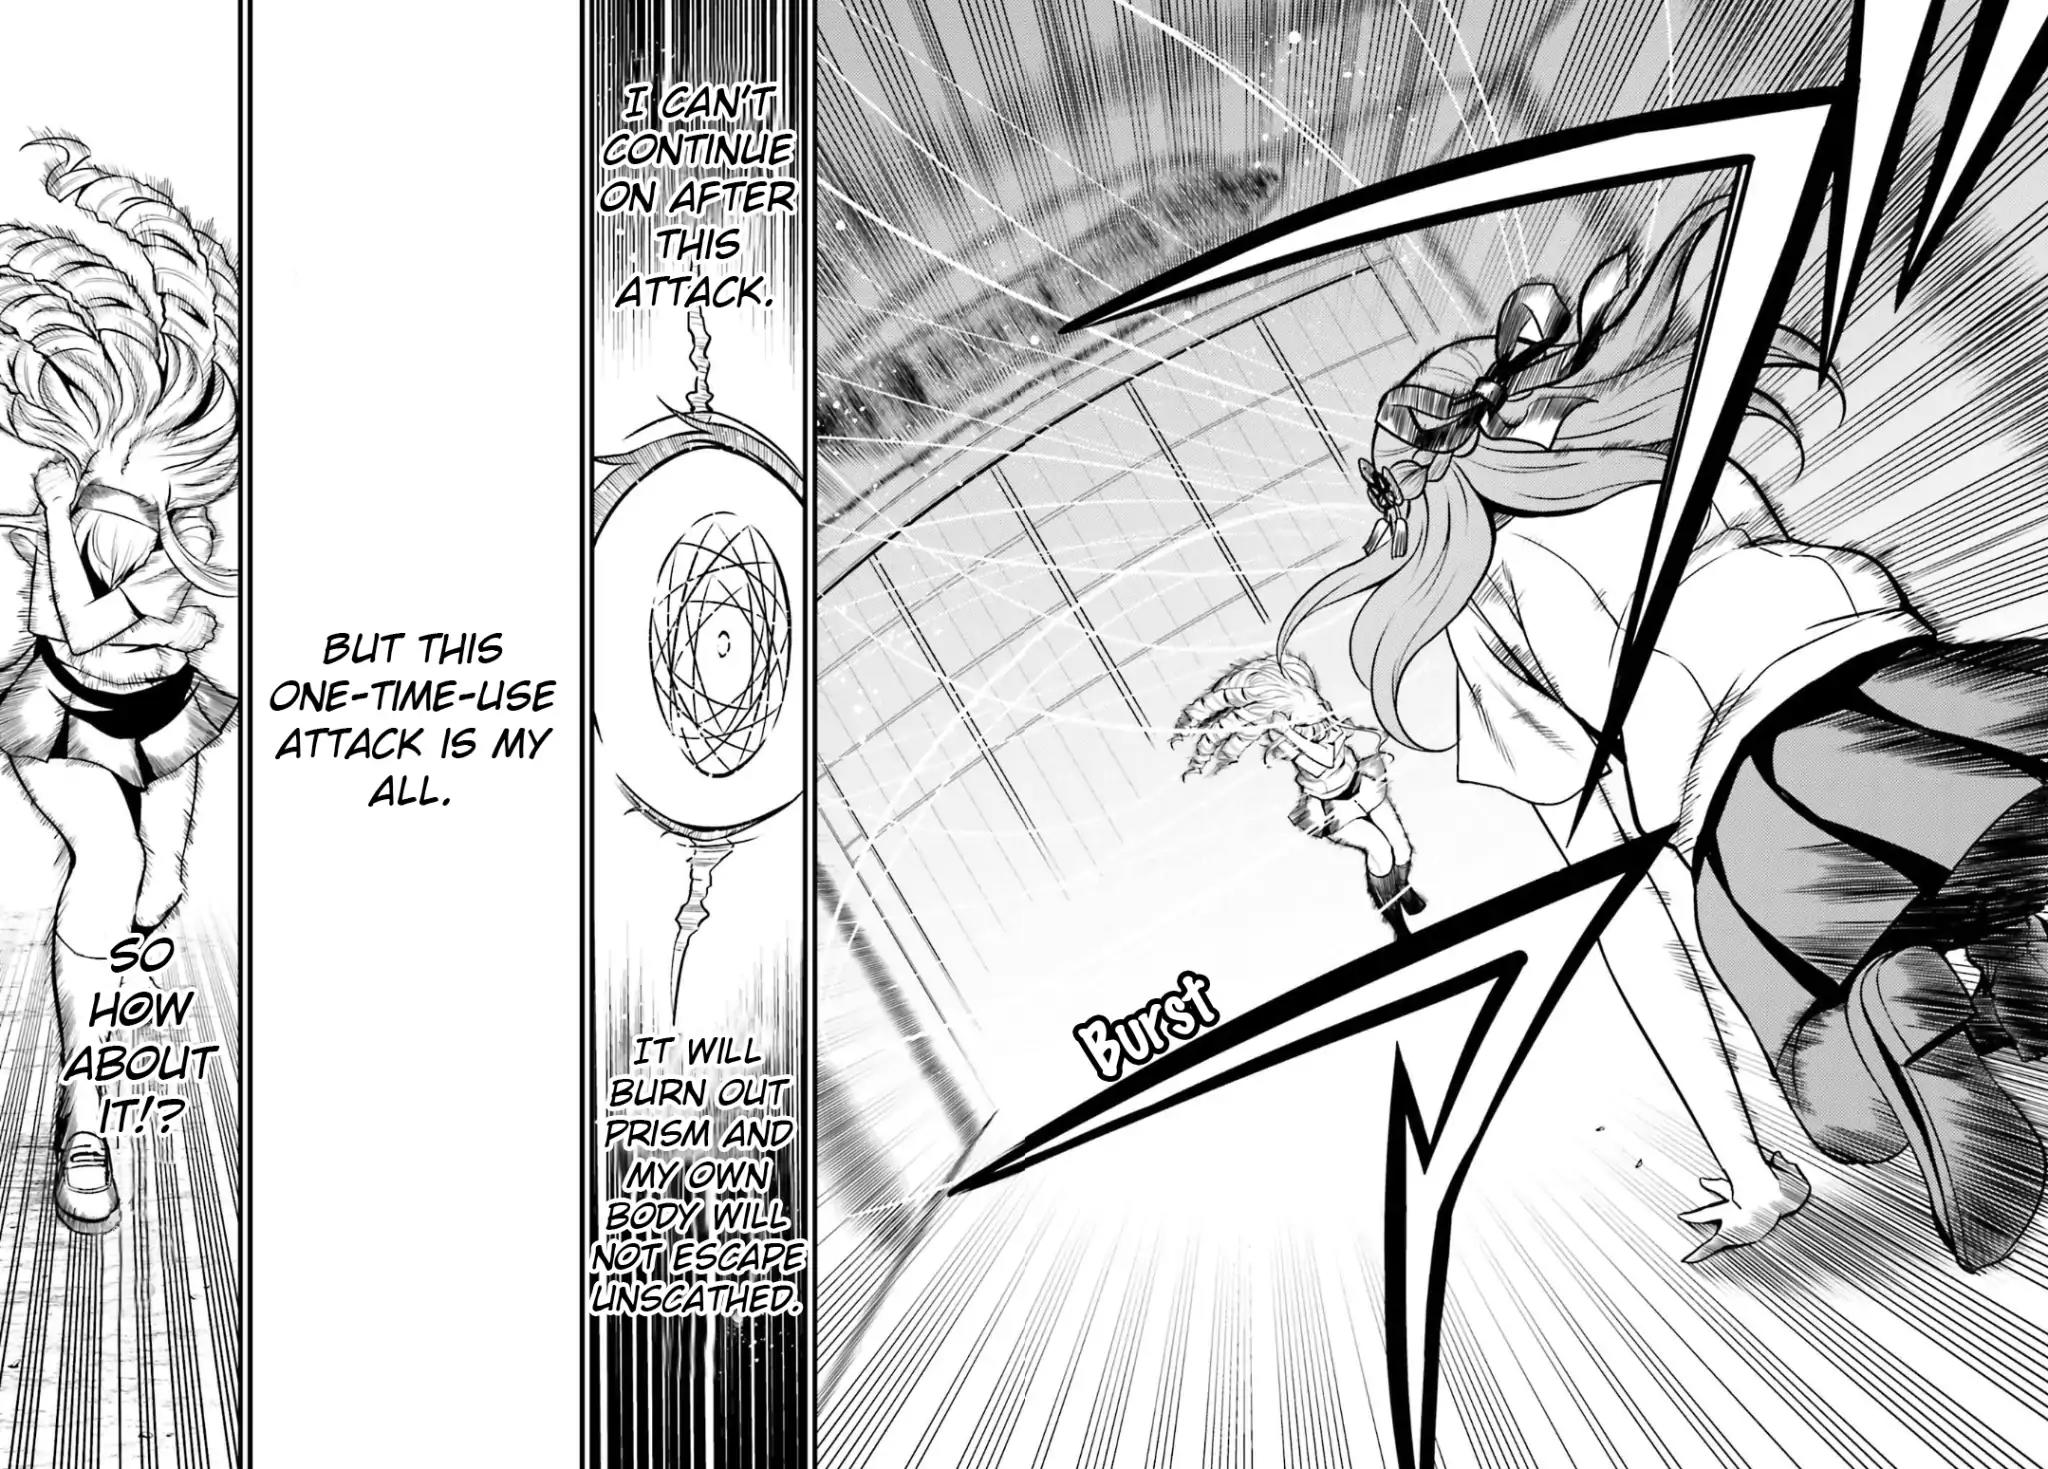 Burst
I CAN'T
CONTINUE
ON AFTER
THIS
ATTACK.
IT WILL
BURN OUT
PRISM AND
MY OWN
BODY WILL
NOT ESCAPE
UNSCATHED.
BUT THIS
ONE-TIME-USE
ATTACK IS MY
ALL.
SO
HOW
ABOUT
IT!?